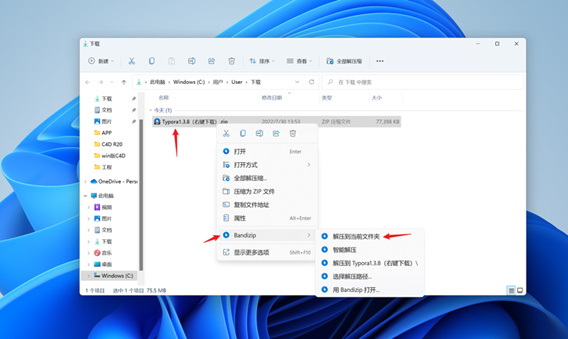 下载
新建
排序
查看
全部解压缩
此电脑 › Windows (C:) › 用户 › User › 下载
在 下载 中搜索
名称 修改日期 类型 大小
今天 (1)
Typora1.3.8（右键下载）.zip 2022/7/30 13:53 ZIP 压缩文件 77,398 KB
下载
文档
图片
APP
C4D R20
win版C4D
工程
OneDrive - Pers
此电脑
视频
图片
文档
下载
音乐
桌面
Windows (C:)
打开 Enter
打开方式
全部解压缩...
压缩为 ZIP 文件
复制文件地址
属性 Alt+Enter
Bandizip
显示更多选项 Shift+F10
解压到当前文件夹
智能解压
解压到 Typora1.3.8（右键下载）\
选择解压路径...
用 Bandizip 打开...
1 个项目 选中 1 个项目 75.5 MB